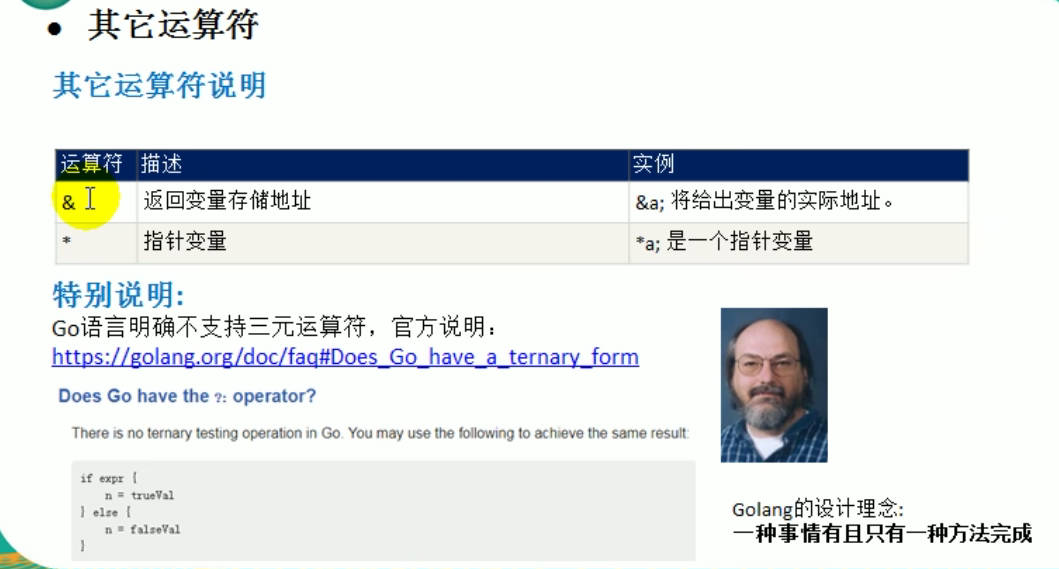 • 其它运算符
其它运算符说明
运算符 描述 实例
& 返回变量存储地址 &a; 将给出变量的实际地址。
* 指针变量 *a; 是一个指针变量
特别说明:
Go语言明确不支持三元运算符，官方说明：
https://golang.org/doc/faq#Does_Go_have_a_ternary_form
Does Go have the ?: operator?
There is no ternary testing operation in Go. You may use the following to achieve the same result:
if expr {
    n = trueVal
} else {
    n = falseVal
}
Golang的设计理念:
一种事情有且只有一种方法完成